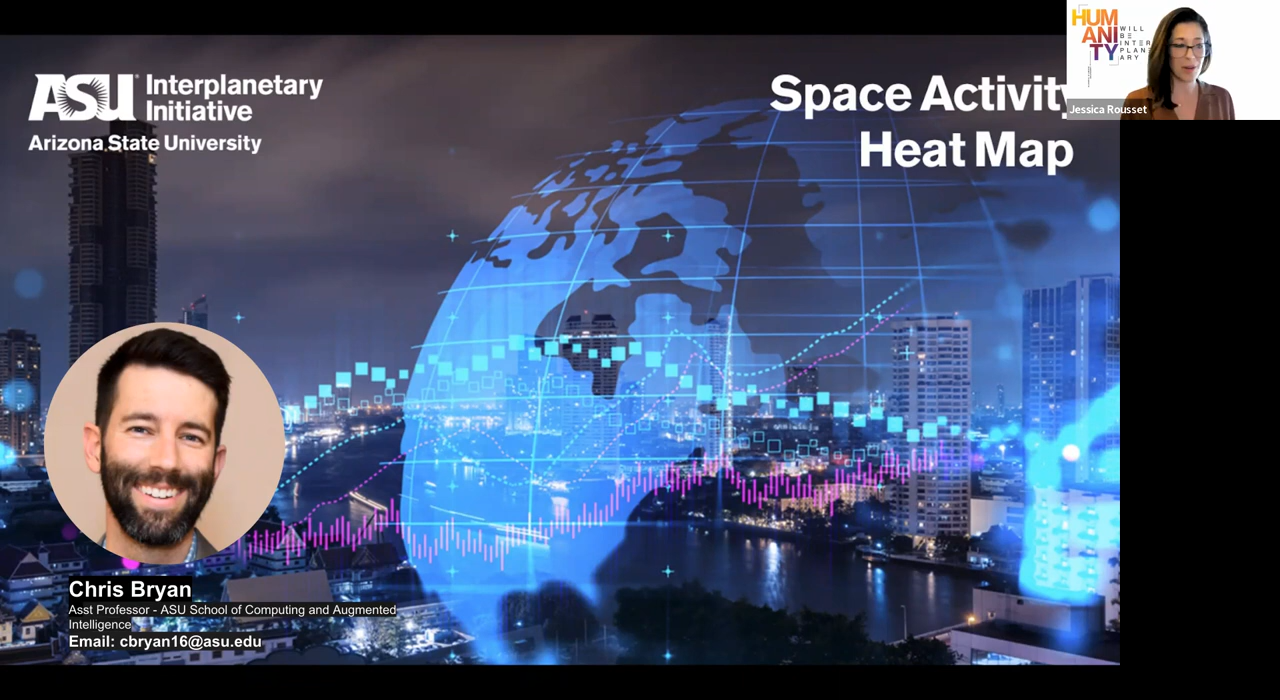 ASU Interplanetary
Initiative
Arizona State University
Space Activity
Heat Map
HUM
ANI
TY
WILL
BE
INTER
PLAN
ARY
Jessica Rousset
Chris Bryan
Asst Professor - ASU School of Computing and Augmented
Intelligence
Email: cbryan16@asu.edu